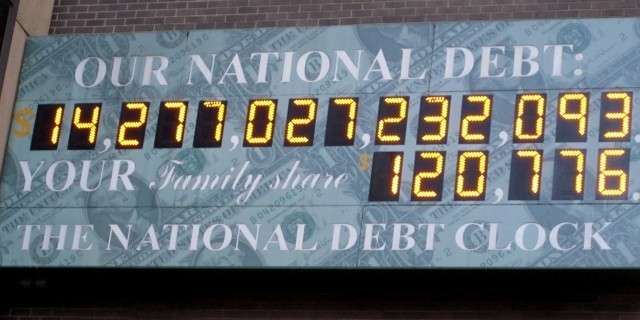 OUR NATIONAL DEBT:
$14,277,027,232,093
YOUR Family share $120,776.
THE NATIONAL DEBT CLOCK